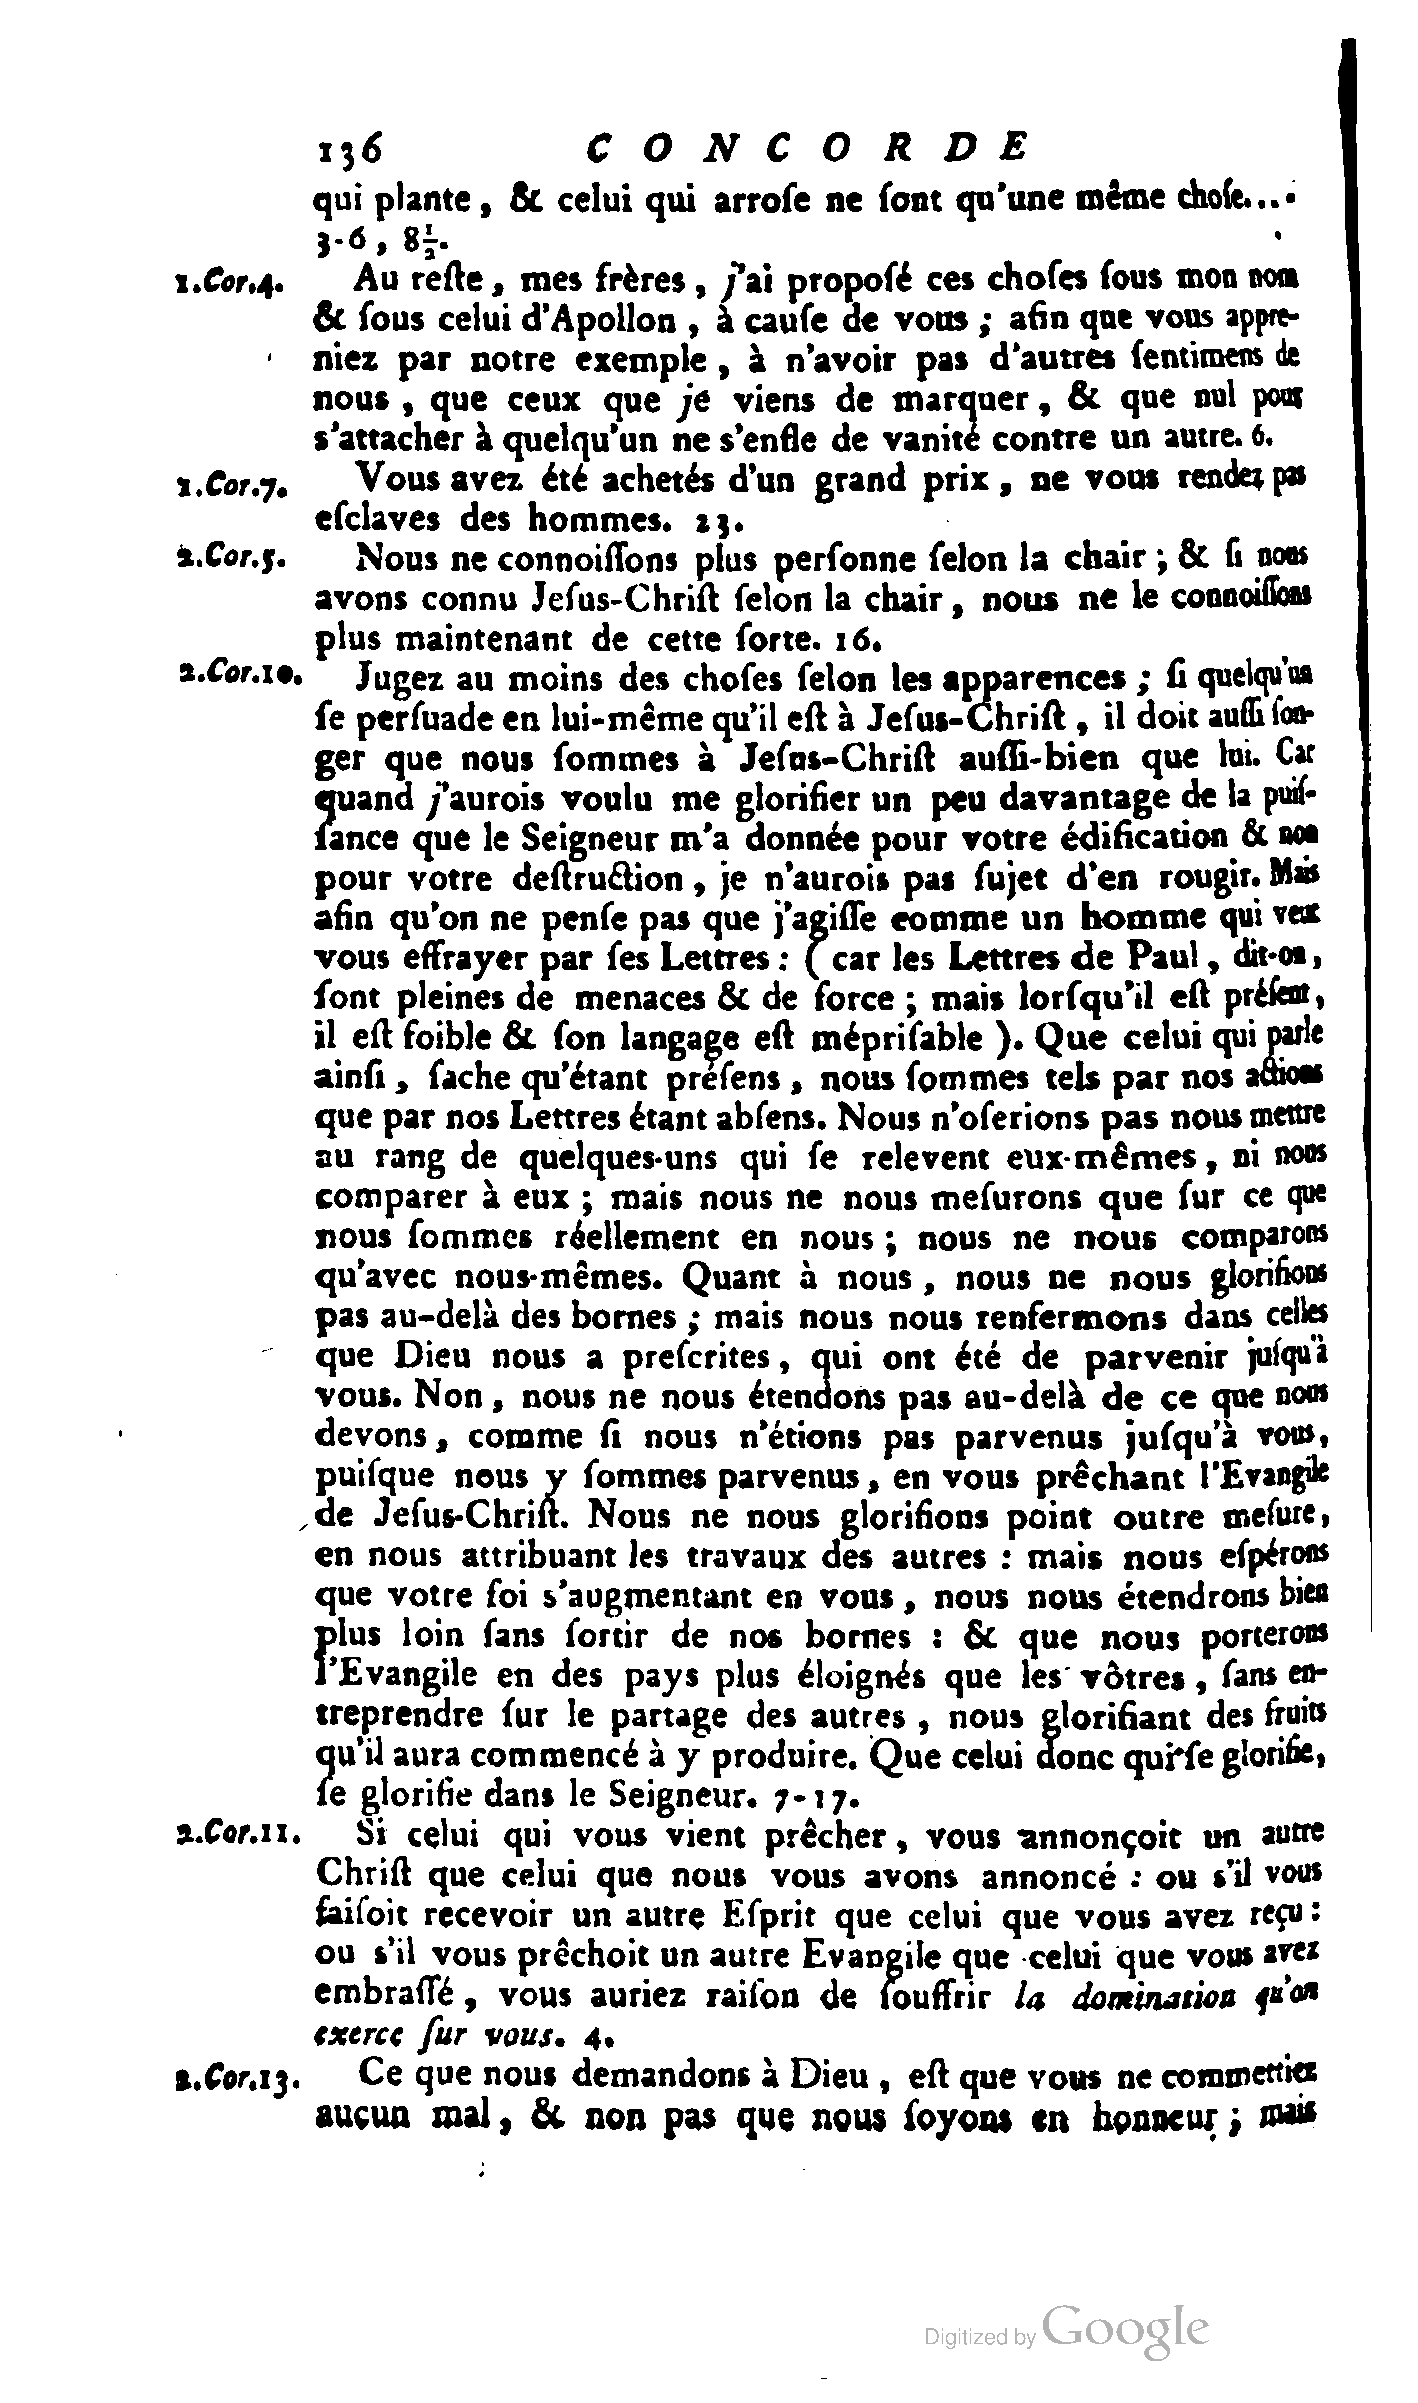 136 CONCORDE
qui plante, & celui qui arroſe ne ſont qu'une même choſe....
3-6, 8½.
1.Cor.4. Au reſte, mes frères, j'ai propoſé ces choſes ſous mon nom
& ſous celui d'Apollon, à cauſe de vous; afin que vous appre-
niez par notre exemple, à n'avoir pas d'autres ſentimens de
nous, que ceux que je viens de marquer, & que nul pour
s'attacher à quelqu'un ne s'enfle de vanité contre un autre. 6.
1.Cor.7. Vous avez été achetés d'un grand prix, ne vous rendez pas
eſclaves des hommes. 23.
2.Cor.5. Nous ne connoiſſons plus perſonne ſelon la chair; & ſi nous
avons connu Jeſus-Chriſt ſelon la chair, nous ne le connoiſſons
plus maintenant de cette ſorte. 16.
2.Cor.10. Jugez au moins des choſes ſelon les apparences; ſi quelqu'un
ſe perſuade en lui-même qu'il eſt à Jeſus-Chriſt, il doit auſſi ſon-
ger que nous ſommes à Jeſus-Chriſt auſſi-bien que lui. Car
quand j'aurois voulu me glorifier un peu davantage de la puiſ-
ſance que le Seigneur m'a donnée pour votre édification & non
pour votre deſtruction, je n'aurois pas ſujet d'en rougir. Mais
afin qu'on ne penſe pas que j'agiſſe comme un homme qui veut
vous effrayer par ſes Lettres: (car les Lettres de Paul, dit-on,
ſont pleines de menaces & de force; mais lorſqu'il eſt préſent,
il eſt foible & ſon langage eſt mépriſable). Que celui qui parle
ainſi, ſache qu'étant préſens, nous ſommes tels par nos actions
que par nos Lettres étant abſens. Nous n'oſerions pas nous mettre
au rang de quelques-uns qui ſe relevent eux-mêmes, ni nous
comparer à eux; mais nous ne nous meſurons que ſur ce que
nous ſommes réellement en nous; nous ne nous comparons
qu'avec nous-mêmes. Quant à nous, nous ne nous glorifions
pas au-delà des bornes; mais nous nous renfermons dans celles
que Dieu nous a preſcrites, qui ont été de parvenir juſqu'à
vous. Non, nous ne nous étendons pas au-delà de ce que nous
devons, comme ſi nous n'étions pas parvenus juſqu'à vous,
puiſque nous y ſommes parvenus, en vous prêchant l'Evangile
de Jeſus-Chriſt. Nous ne nous glorifions point outre meſure,
en nous attribuant les travaux des autres: mais nous eſpérons
que votre foi s'augmentant en vous, nous nous étendrons bien
plus loin ſans ſortir de nos bornes: & que nous porterons
l'Evangile en des pays plus éloignés que les vôtres, ſans en-
treprendre ſur le partage des autres, nous glorifiant des fruits
qu'il aura commencé à y produire. Que celui donc qui ſe glorifie,
ſe glorifie dans le Seigneur. 7-17.
2.Cor.11. Si celui qui vous vient prêcher, vous annonçoit un autre
Chriſt que celui que nous vous avons annoncé: ou s'il vous
faiſoit recevoir un autre Eſprit que celui que vous avez reçu:
ou s'il vous prêchoit un autre Evangile que celui que vous avez
embraſſé, vous auriez raiſon de ſouffrir la domination qu'on
exerce ſur vous. 4.
2.Cor.13. Ce que nous demandons à Dieu, eſt que vous ne commettiez
aucun mal, & non pas que nous ſoyons en honneur; mais
Digitized by Google